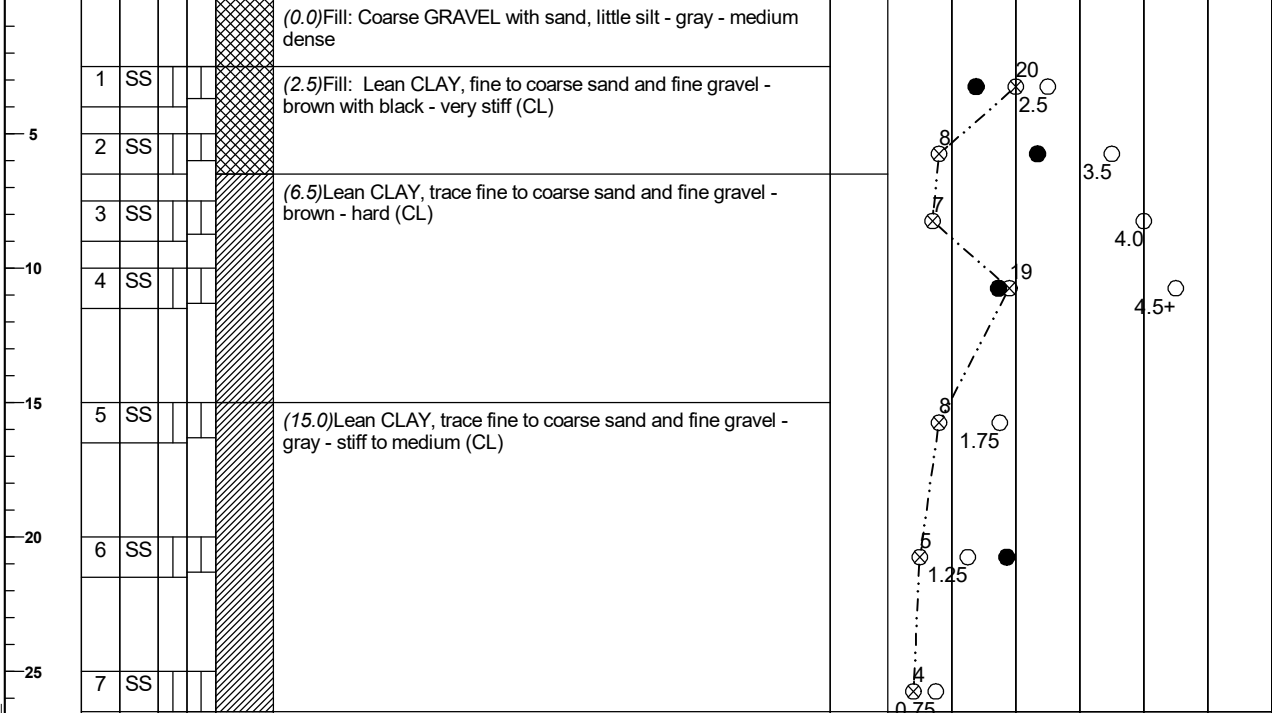 (0.0)Fill: Coarse GRAVEL with sand, little silt - gray - medium
dense
1 SS
(2.5)Fill:  Lean CLAY, fine to coarse sand and fine gravel -
brown with black - very stiff (CL)
20
2.5
5
2 SS
8
3.5
(6.5)Lean CLAY, trace fine to coarse sand and fine gravel -
brown - hard (CL)
3 SS
7
4.0
10
4 SS
19
4.5+
15
5 SS
(15.0)Lean CLAY, trace fine to coarse sand and fine gravel -
gray - stiff to medium (CL)
8
1.75
20
6 SS
5
1.25
25
7 SS
4
0.75